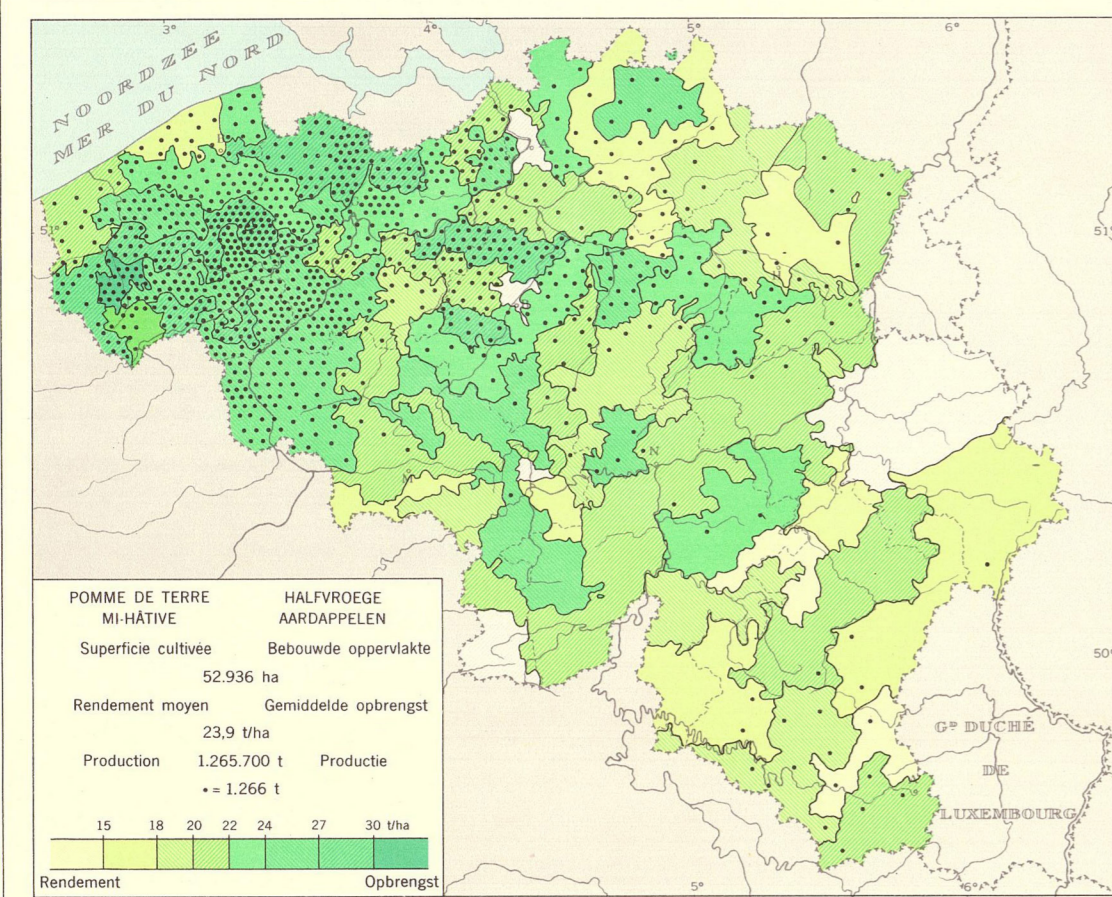 3°
4°
5°
6°
NOORDZEE
MER DU NORD
51°
51°
N
M
50°
Gᴰ DUCHÉ
DE
LUXEMBOURG
5°
6°
POMME DE TERRE HALFVROEGE
MI-HÂTIVE AARDAPPELEN
Superficie cultivée Bebouwde oppervlakte
52.936 ha
Rendement moyen Gemiddelde opbrengst
23,9 t/ha
Production 1.265.700 t Productie
• = 1.266 t
15 18 20 22 24 27 30 t/ha
Rendement Opbrengst